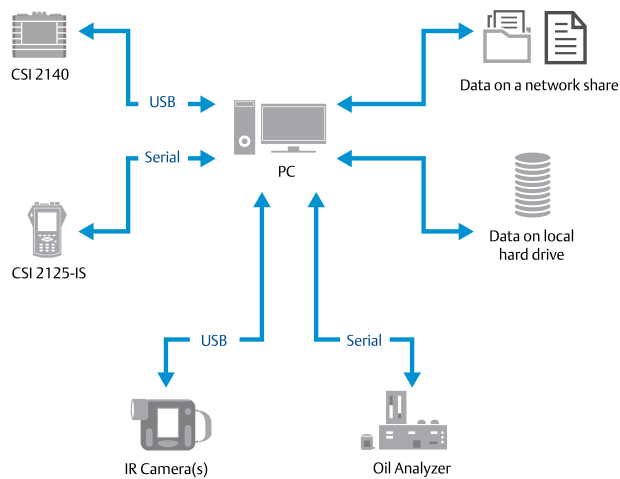 CSI 2140
Data on a network share
USB
Serial
PC
CSI 2125-IS
Data on local
hard drive
USB
Serial
IR Camera(s)
Oil Analyzer